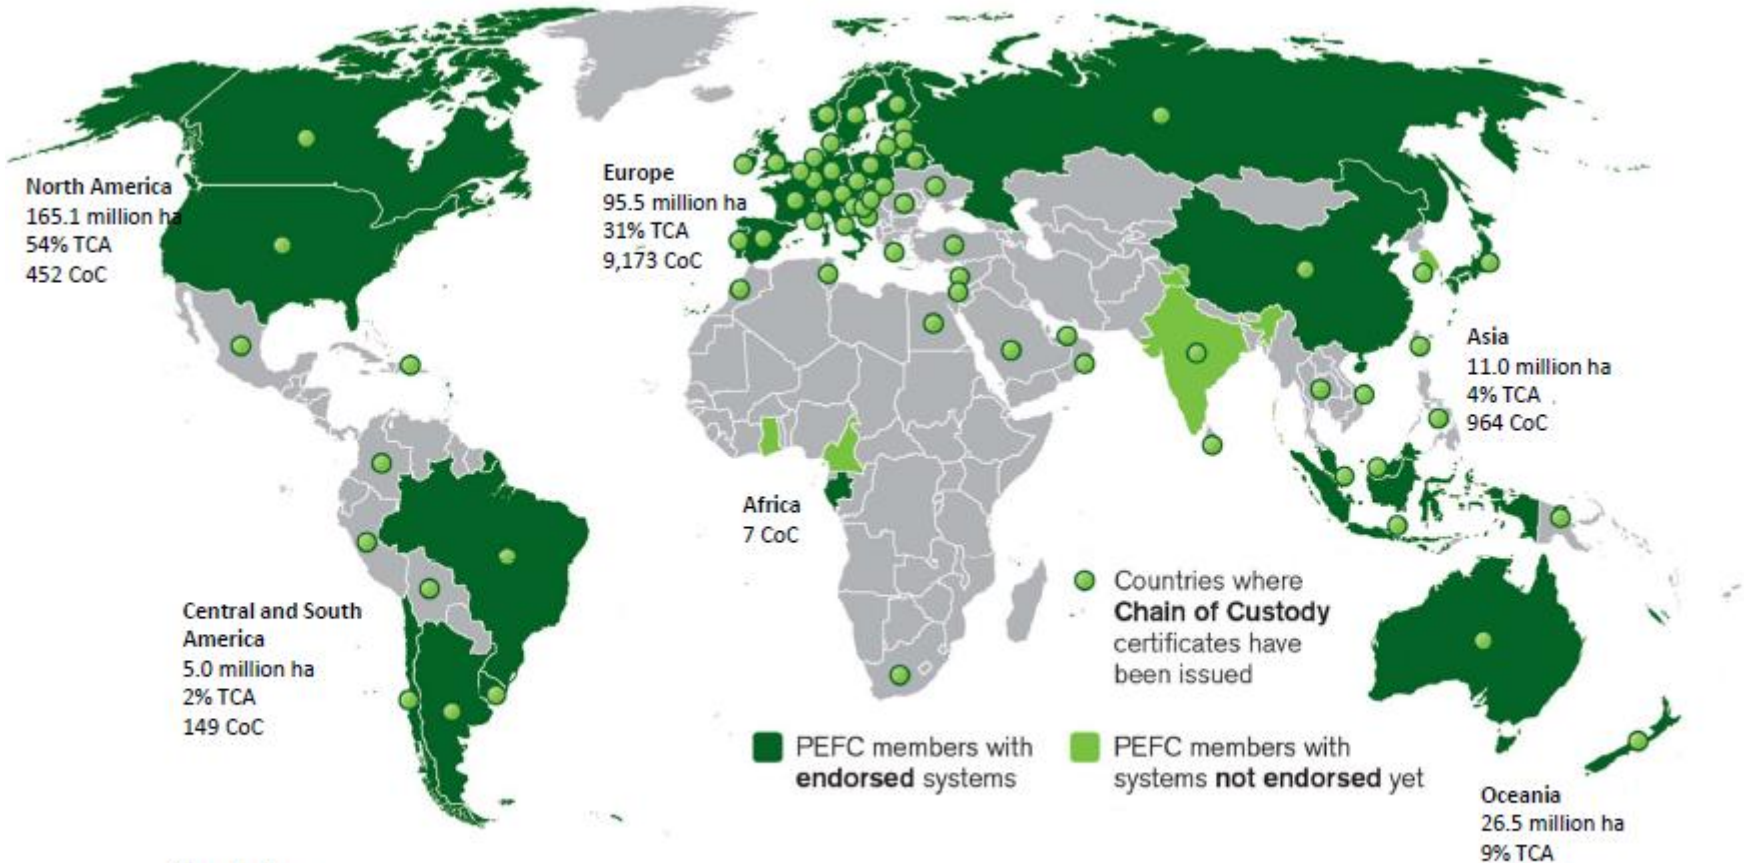 North America
165.1 million ha
54% TCA
452 CoC
Europe
95.5 million ha
31% TCA
9,173 CoC
Asia
11.0 million ha
4% TCA
964 CoC
Africa
7 CoC
Central and South
America
5.0 million ha
2% TCA
149 CoC
Countries where
Chain of Custody
certificates have
been issued
PEFC members with
endorsed systems
PEFC members with
systems not endorsed yet
Oceania
26.5 million ha
9% TCA